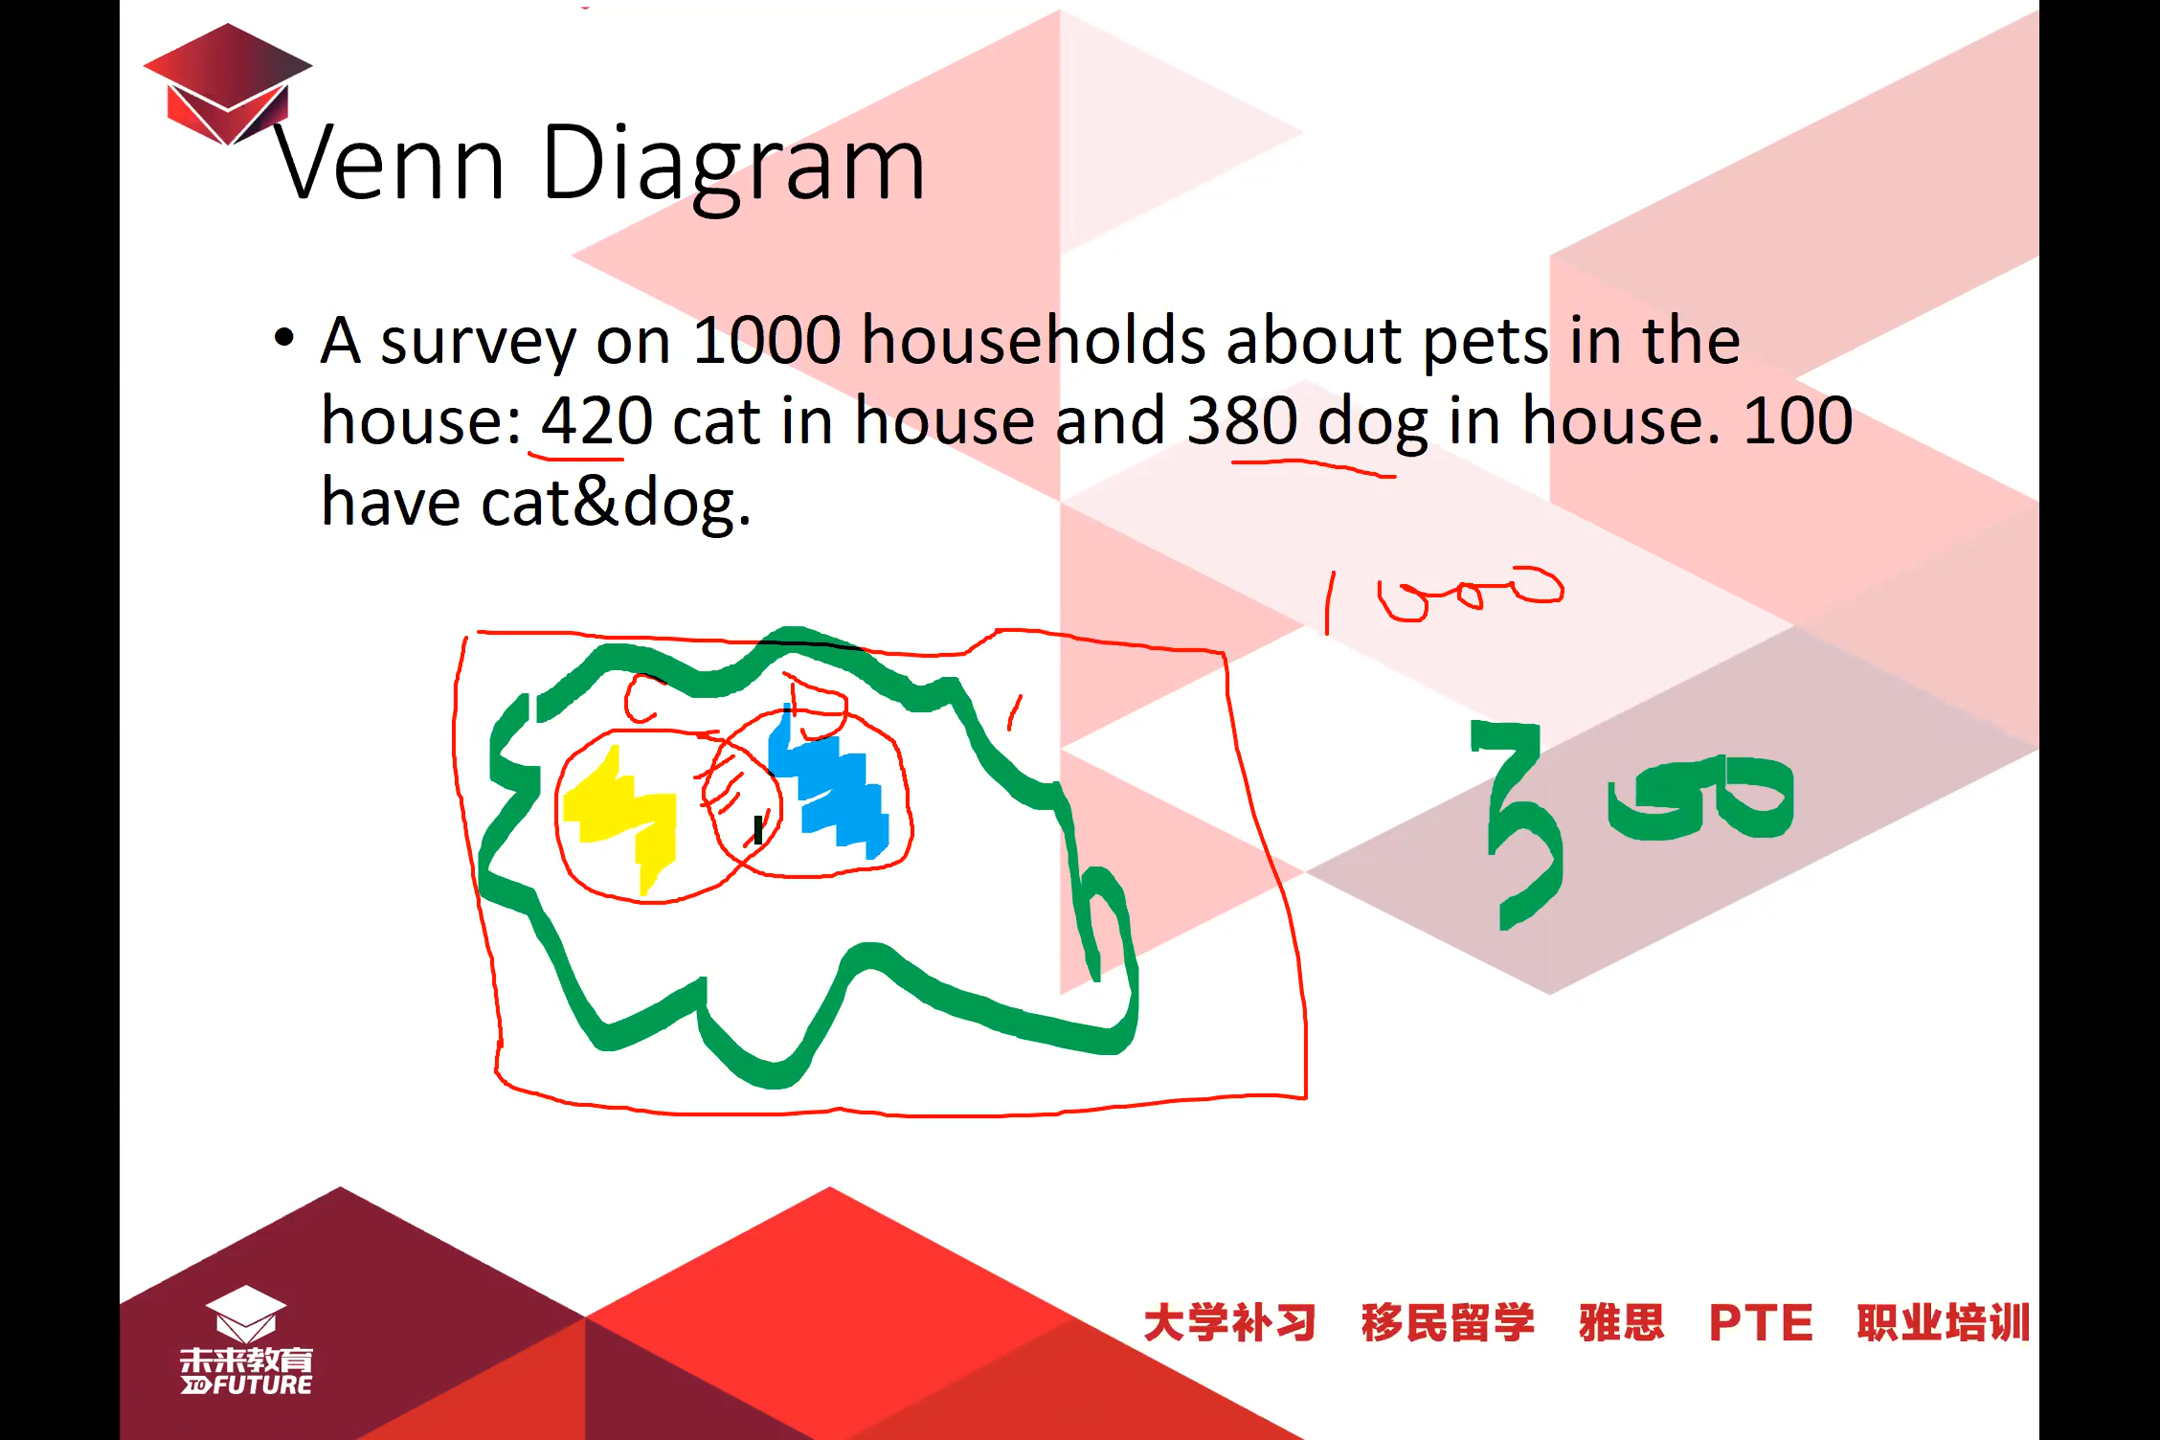 Venn Diagram
• A survey on 1000 households about pets in the
house: 420 cat in house and 380 dog in house. 100
have cat&dog.
1000
C D
300
未来教育
TO FUTURE
大学补习 移民留学 雅思 PTE 职业培训